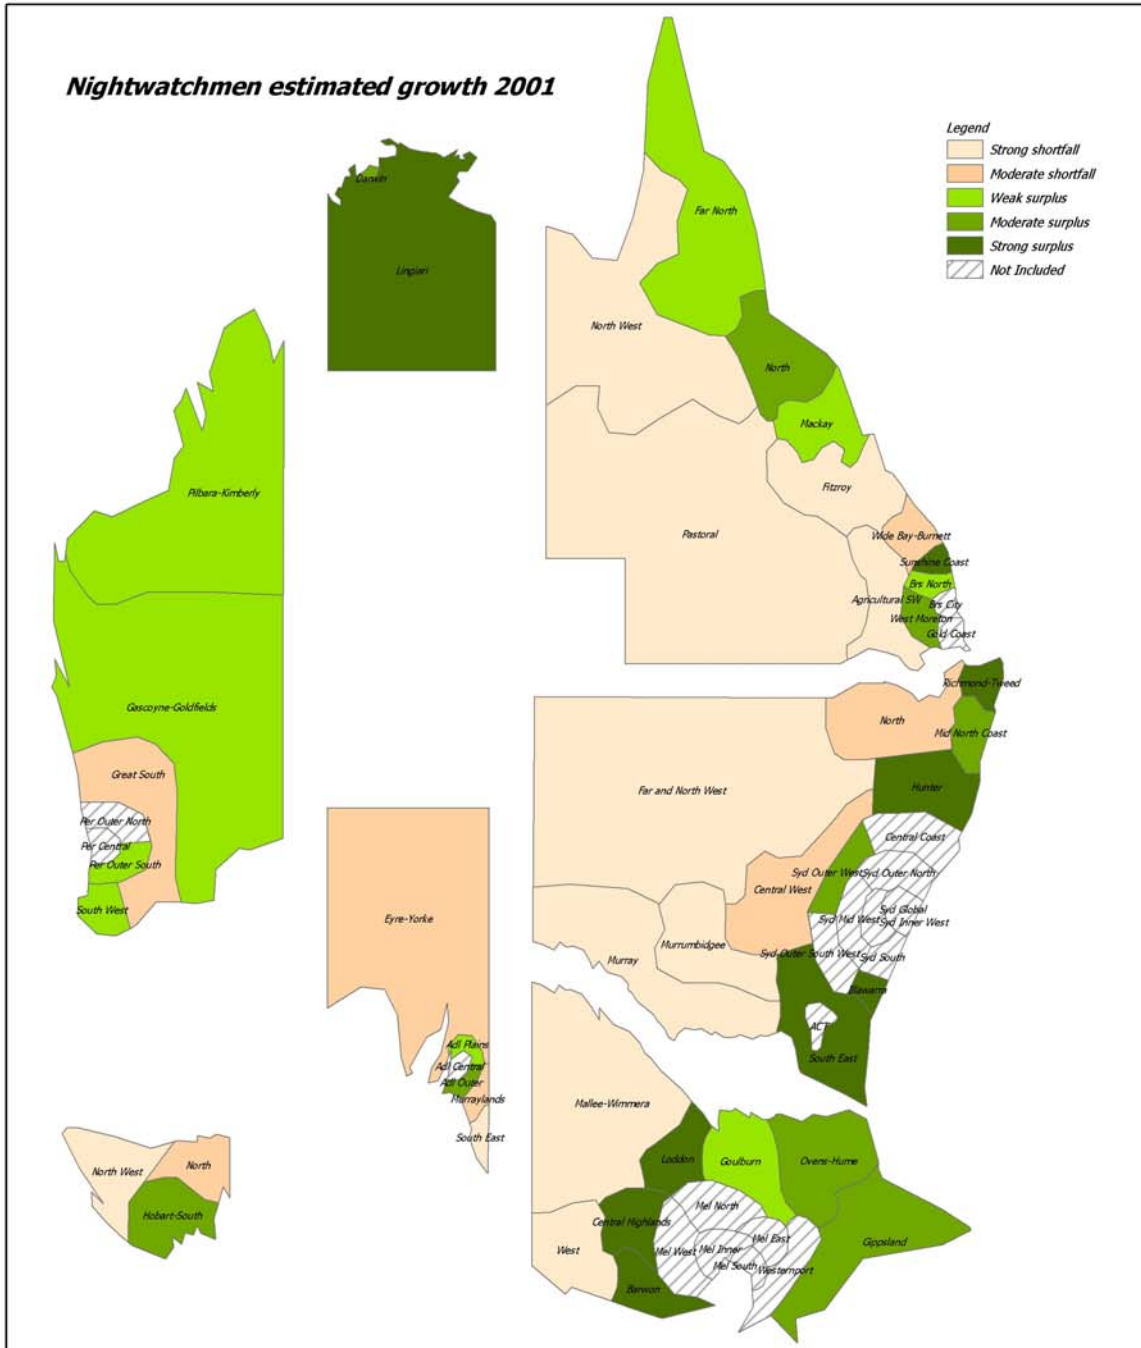 Nightwatchmen estimated growth 2001
Legend
Strong shortfall
Moderate shortfall
Weak surplus
Moderate surplus
Strong surplus
Not Included
Darwin
Lingiari
Far North
North West
North
Mackay
Fitzroy
Pastoral
Wide Bay-Burnett
Sunshine Coast
Brs North
Agricultural SW
Brs City
West Moreton
Gold Coast
Pilbara-Kimberly
Gascoyne-Goldfields
Great South
Per Outer North
Per Central
Per Outer South
South West
Richmond-Tweed
North
Mid North Coast
Far and North West
Hunter
Central Coast
Syd Outer West
Syd Outer North
Central West
Syd Global
Syd Mid West
Syd Inner West
Murrumbidgee
Syd Outer South West
Syd South
Murray
Illawarra
ACT
South East
Eyre-Yorke
Adl Plains
Adl Central
Adl Outer
Murraylands
South East
Mallee-Wimmera
Loddon
Goulburn
Ovens-Hume
Mel North
Central Highlands
Mel East
Mel West
Mel Inner
Gippsland
West
Mel South
Westernport
Barwon
North West
North
Hobart-South